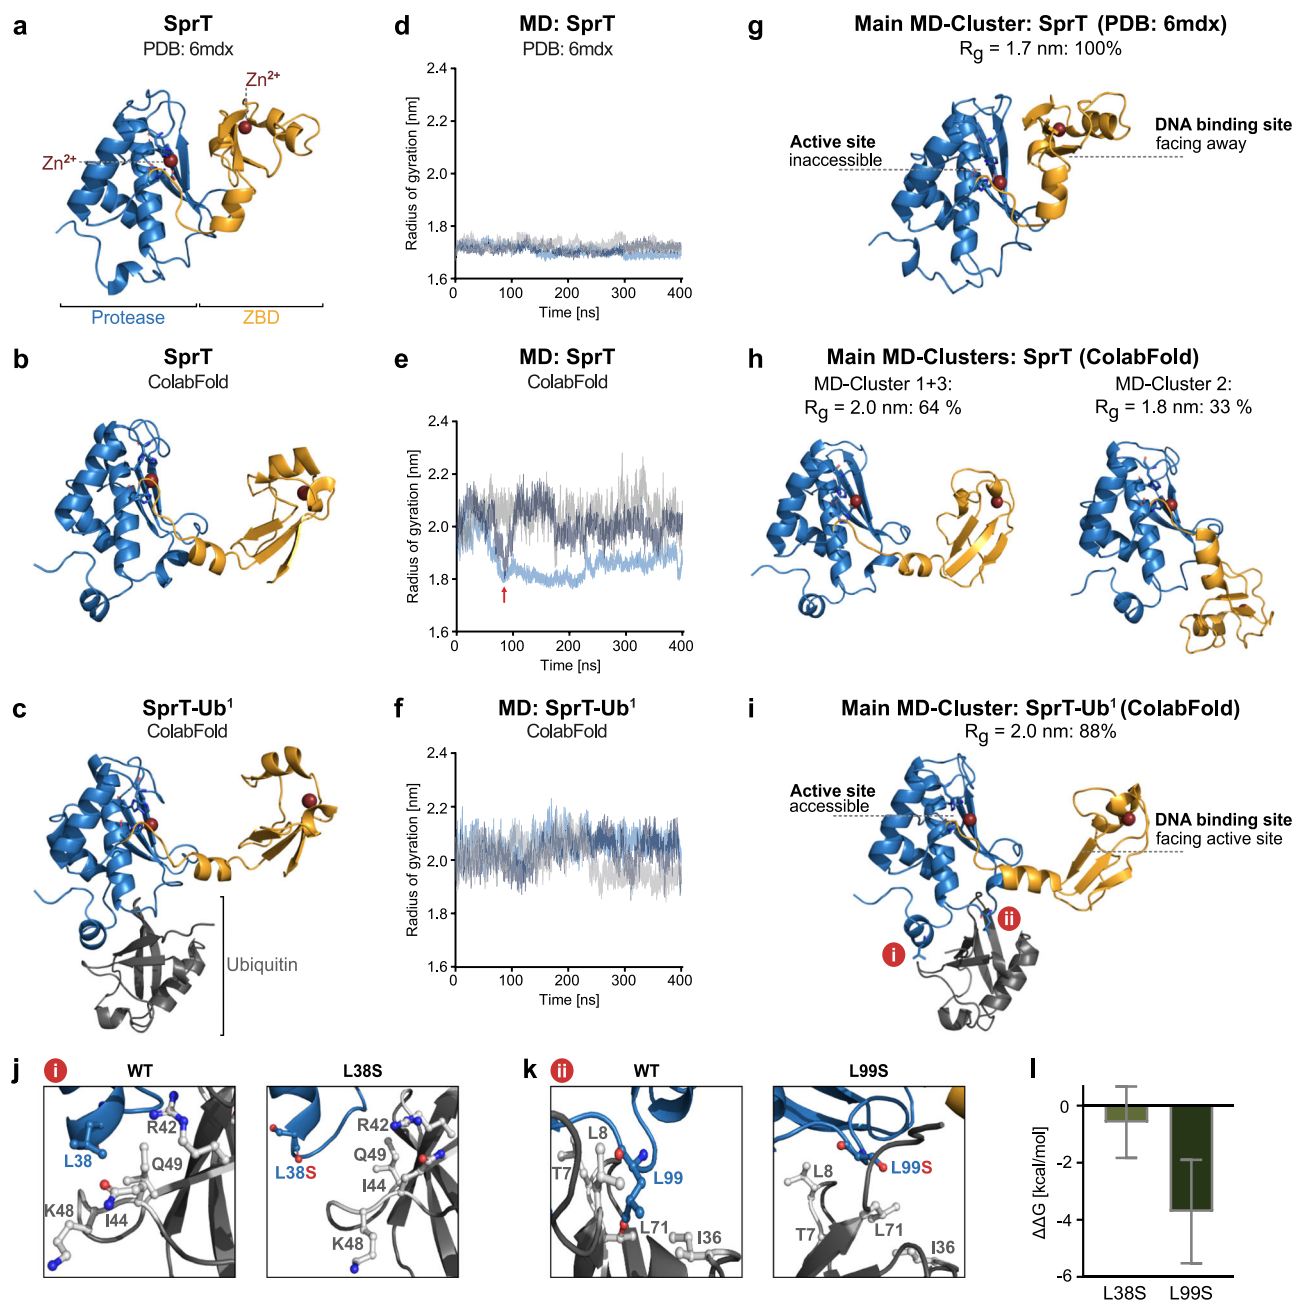 a
SprT
PDB: 6mdx
Zn2+
Zn2+
Protease
ZBD
d
MD: SprT
PDB: 6mdx
Radius of gyration [nm]
2.4
2.2
2.0
1.8
1.6
0 100 200 300 400
Time [ns]
g
Main MD-Cluster: SprT (PDB: 6mdx)
Rg = 1.7 nm: 100%
Active site
inaccessible
DNA binding site
facing away
b
SprT
ColabFold
e
MD: SprT
ColabFold
Radius of gyration [nm]
2.4
2.2
2.0
1.8
1.6
0 100 200 300 400
Time [ns]
h
Main MD-Clusters: SprT (ColabFold)
MD-Cluster 1+3:
Rg = 2.0 nm: 64 %
MD-Cluster 2:
Rg = 1.8 nm: 33 %
c
SprT-Ub1
ColabFold
Ubiquitin
f
MD: SprT-Ub1
ColabFold
Radius of gyration [nm]
2.4
2.2
2.0
1.8
1.6
0 100 200 300 400
Time [ns]
i
Main MD-Cluster: SprT-Ub1 (ColabFold)
Rg = 2.0 nm: 88%
Active site
accessible
DNA binding site
facing active site
i
ii
j
i
WT
R42
L38
Q49
K48
I44
L38S
R42
Q49
L38S
I44
K48
k
ii
WT
L8
T7
L99
L71
I36
L99S
L8
L99S
T7
L71
I36
l
ΔΔG [kcal/mol]
0
-2
-4
-6
L38S L99S